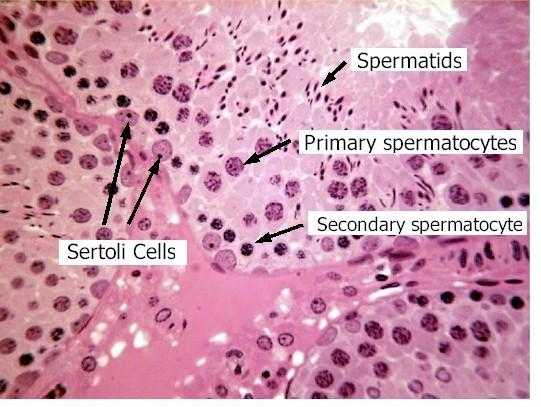 Spermatids
Primary spermatocytes
Secondary spermatocyte
Sertoli Cells